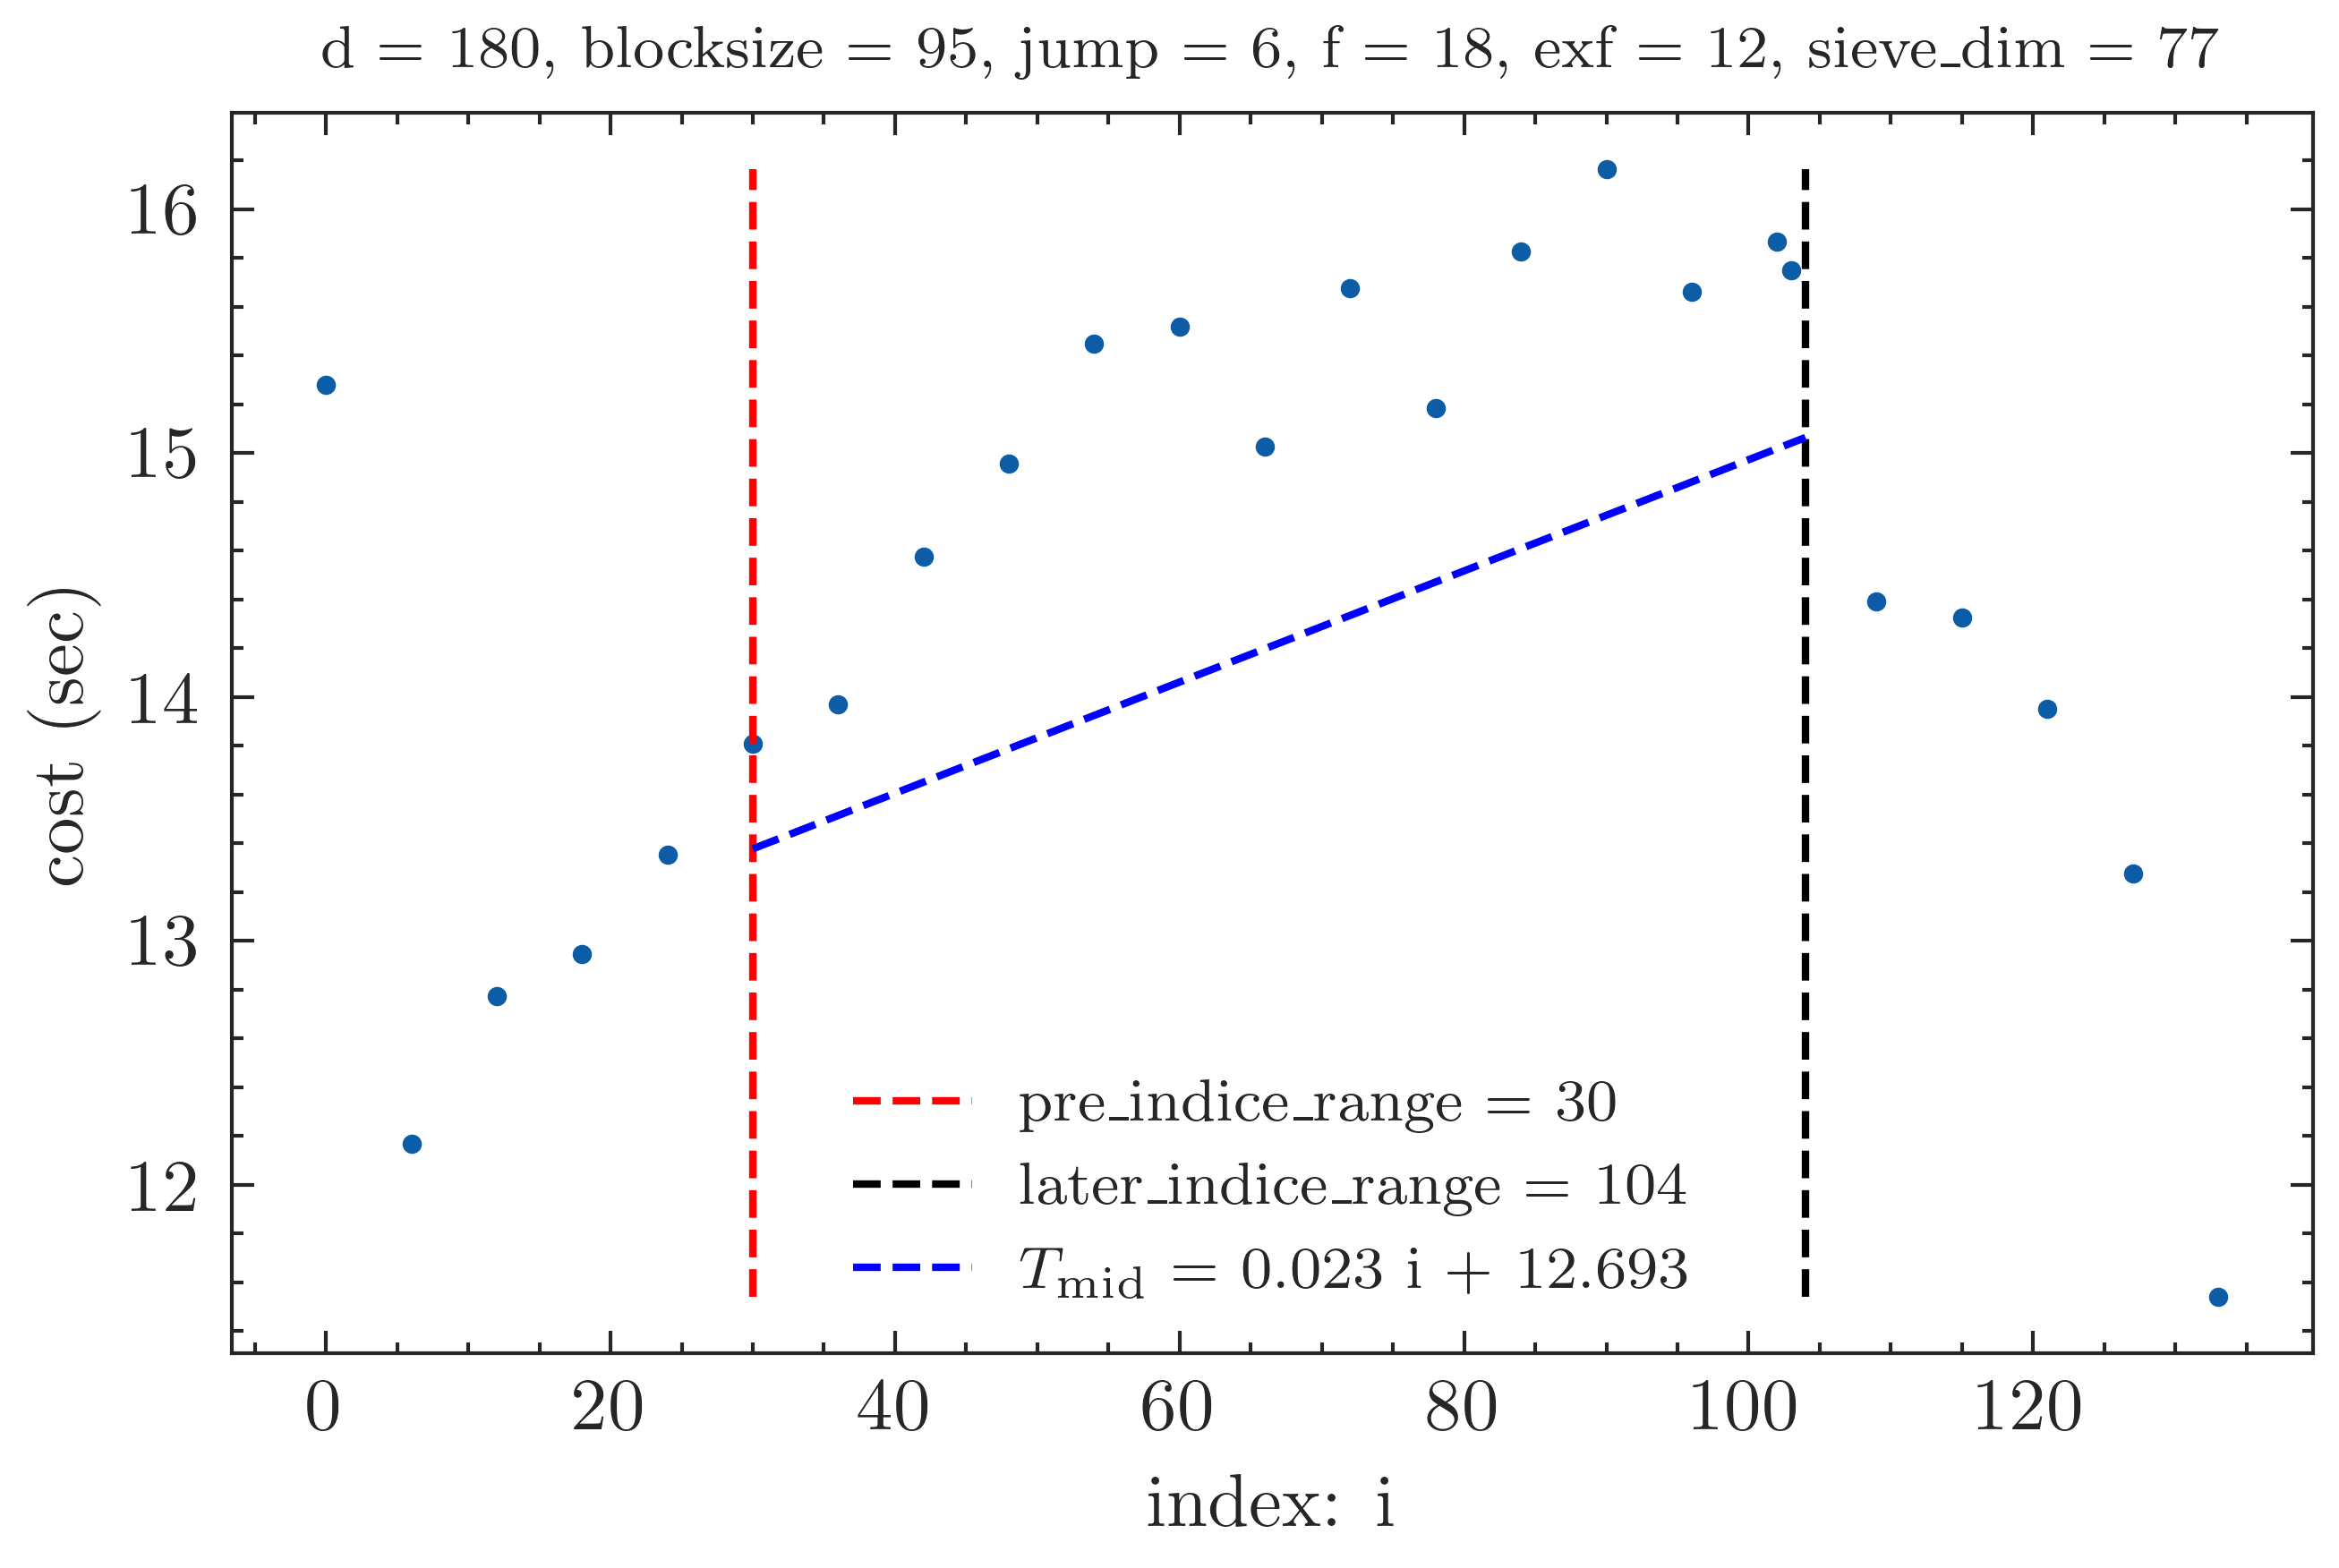 d = 180, blocksize = 95, jump = 6, f = 18, exf = 12, sieve_dim = 77
16
15
14
13
12
cost (sec)
pre_indice_range = 30
later_indice_range = 104
T_mid = 0.023 i + 12.693
0 20 40 60 80 100 120
index: i